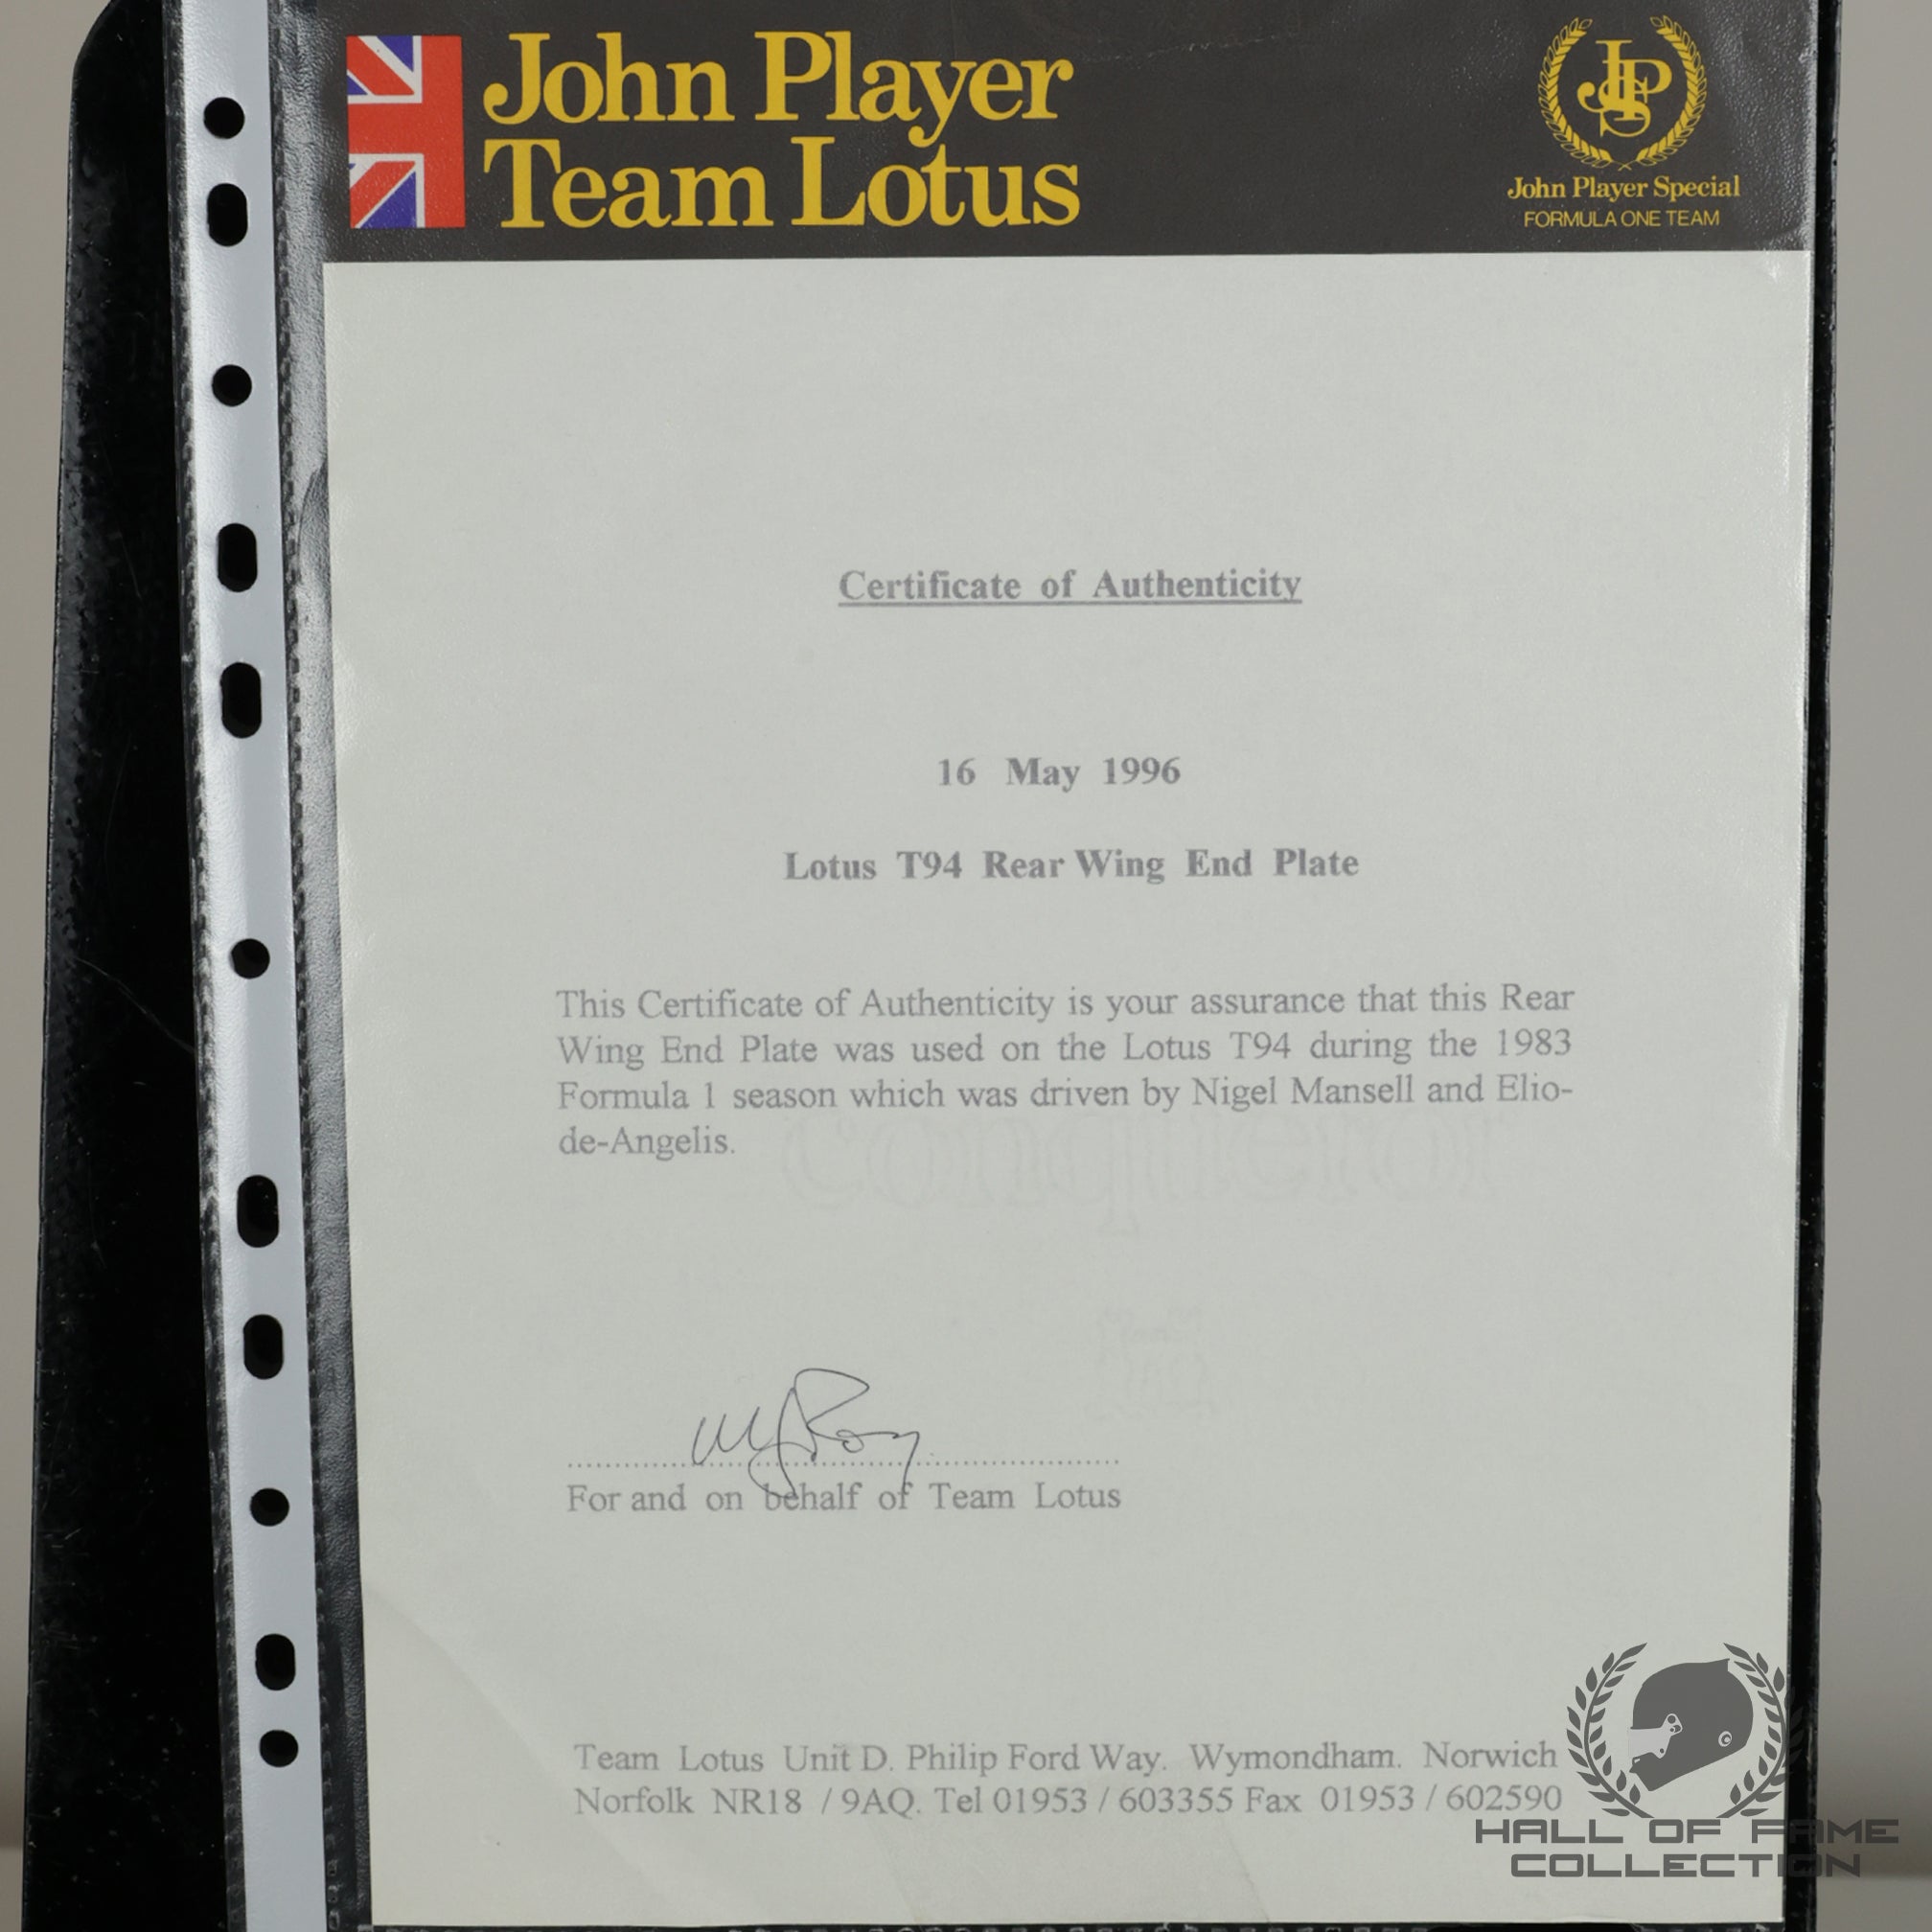 John Player
Team Lotus
JPS
John Player Special
FORMULA ONE TEAM
Certificate of Authenticity
16 May 1996
Lotus T94 Rear Wing End Plate
This Certificate of Authenticity is your assurance that this Rear
Wing End Plate was used on the Lotus T94 during the 1983
Formula 1 season which was driven by Nigel Mansell and Elio-
de-Angelis.
Conqueror
For and on behalf of Team Lotus
Team Lotus Unit D. Philip Ford Way. Wymondham. Norwich
Norfolk NR18 / 9AQ. Tel 01953 / 603355 Fax 01953 / 602590
HALL OF FAME
COLLECTION